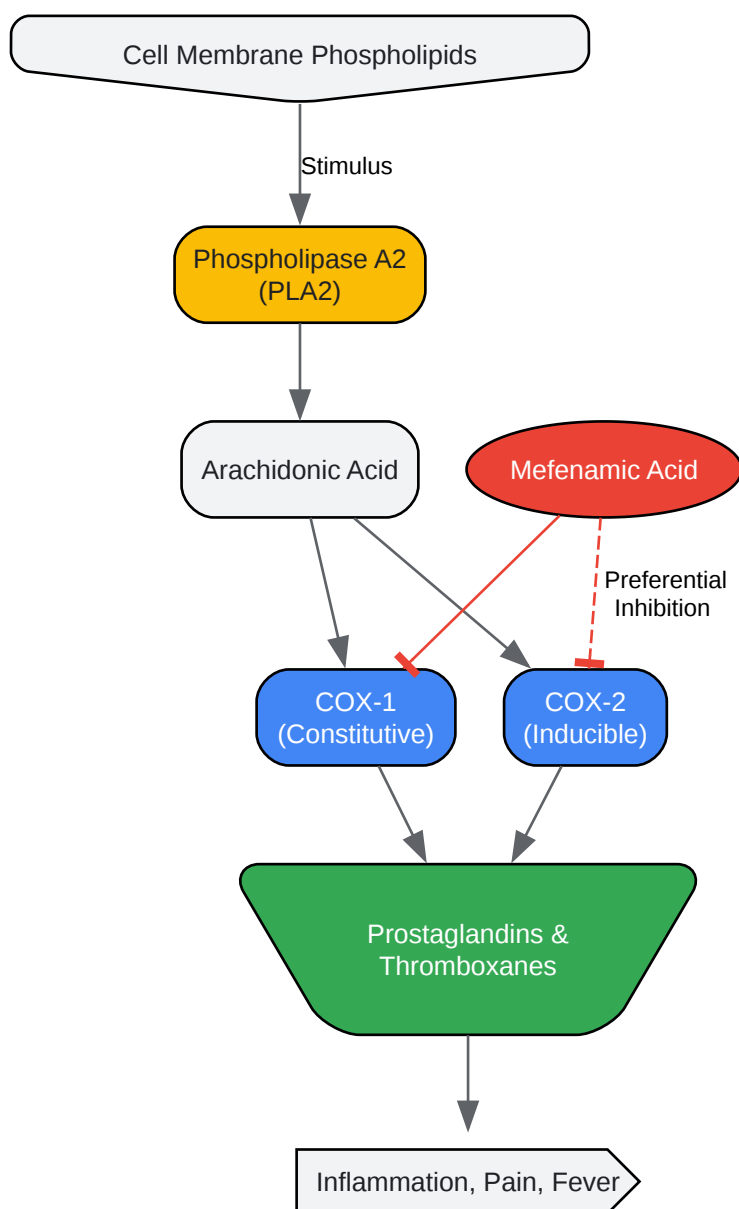 Cell Membrane Phospholipids
Stimulus
Phospholipase A2
(PLA2)
Arachidonic Acid
Mefenamic Acid
Preferential
Inhibition
COX-1
(Constitutive)
COX-2
(Inducible)
Prostaglandins &
Thromboxanes
Inflammation, Pain, Fever